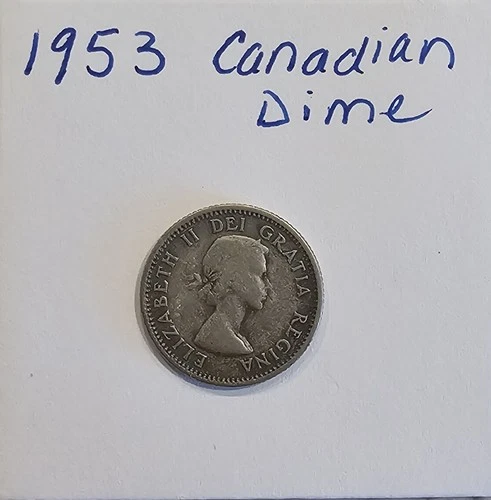 1953 Canadian
Dime
ELIZABETH II DEI GRATIA REGINA